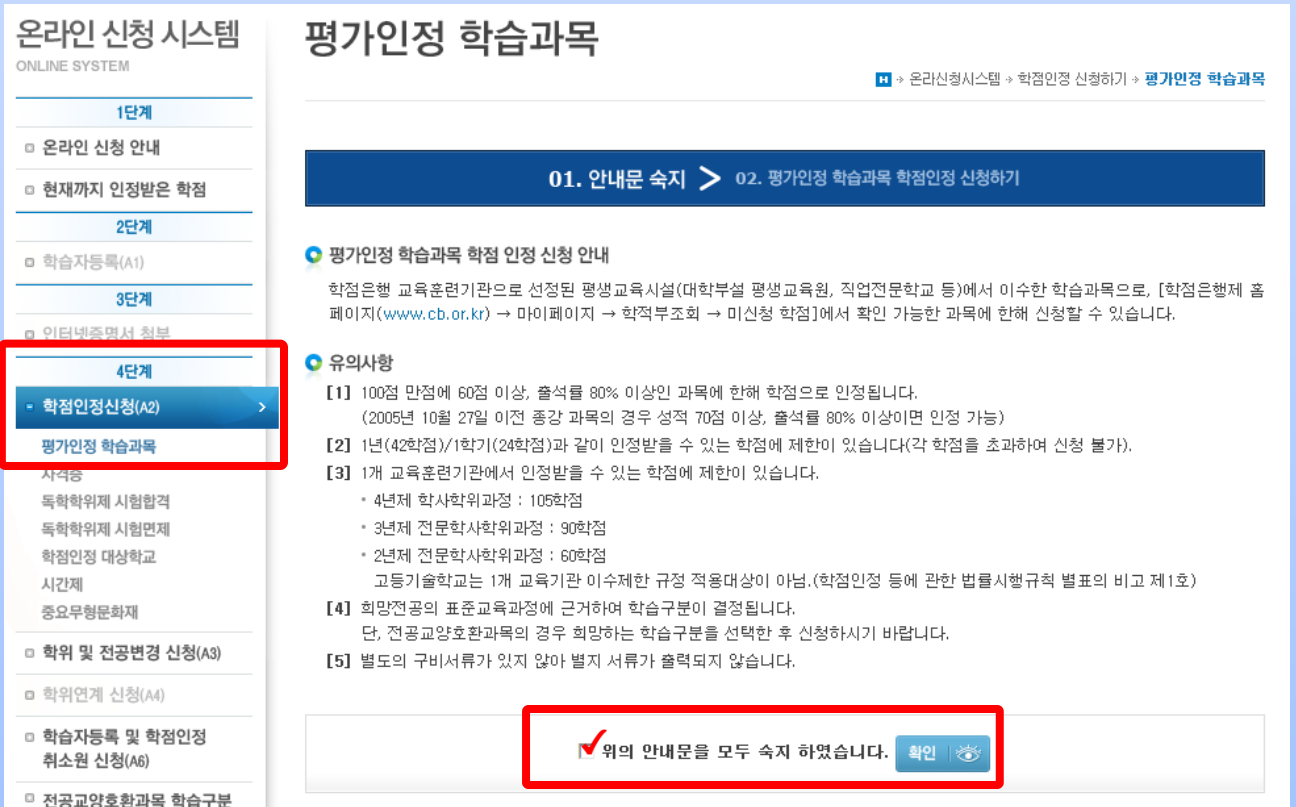 온라인 신청 시스템
ONLINE SYSTEM
1단계
온라인 신청 안내
현재까지 인정받은 학점
2단계
학습자등록(A1)
3단계
인터넷증명서 첨부
4단계
학점인정신청(A2)
평가인정 학습과목
자격증
독학학위제 시험합격
독학학위제 시험면제
학점인정 대상학교
시간제
중요무형문화재
학위 및 전공변경 신청(A3)
학위연계 신청(A4)
학습자등록 및 학점인정
취소원 신청(A6)
전공교양호환과목 학습구분
평가인정 학습과목
H → 온라신청시스템 → 학점인정 신청하기 → 평가인정 학습과목
01. 안내문 숙지 > 02. 평가인정 학습과목 학점인정 신청하기
평가인정 학습과목 학점 인정 신청 안내
학점은행 교육훈련기관으로 선정된 평생교육시설(대학부설 평생교육원, 직업전문학교 등)에서 이수한 학습과목으로, [학점은행제 홈
페이지(www.cb.or.kr) → 마이페이지 → 학적부조회 → 미신청 학점]에서 확인 가능한 과목에 한해 신청할 수 있습니다.
유의사항
[1] 100점 만점에 60점 이상, 출석률 80% 이상인 과목에 한해 학점으로 인정됩니다.
(2005년 10월 27일 이전 종강 과목의 경우 성적 70점 이상, 출석률 80% 이상이면 인정 가능)
[2] 1년(42학점)/1학기(24학점)과 같이 인정받을 수 있는 학점에 제한이 있습니다(각 학점을 초과하여 신청 불가).
[3] 1개 교육훈련기관에서 인정받을 수 있는 학점에 제한이 있습니다.
• 4년제 학사학위과정 : 105학점
• 3년제 전문학사학위과정 : 90학점
• 2년제 전문학사학위과정 : 60학점
고등기술학교는 1개 교육기관 이수제한 규정 적용대상이 아님.(학점인정 등에 관한 법률시행규칙 별표의 비고 제1호)
[4] 희망전공의 표준교육과정에 근거하여 학습구분이 결정됩니다.
단, 전공교양호환과목의 경우 희망하는 학습구분을 선택한 후 신청하시기 바랍니다.
[5] 별도의 구비서류가 있지 않아 별지 서류가 출력되지 않습니다.
위의 안내문을 모두 숙지 하였습니다. 확인